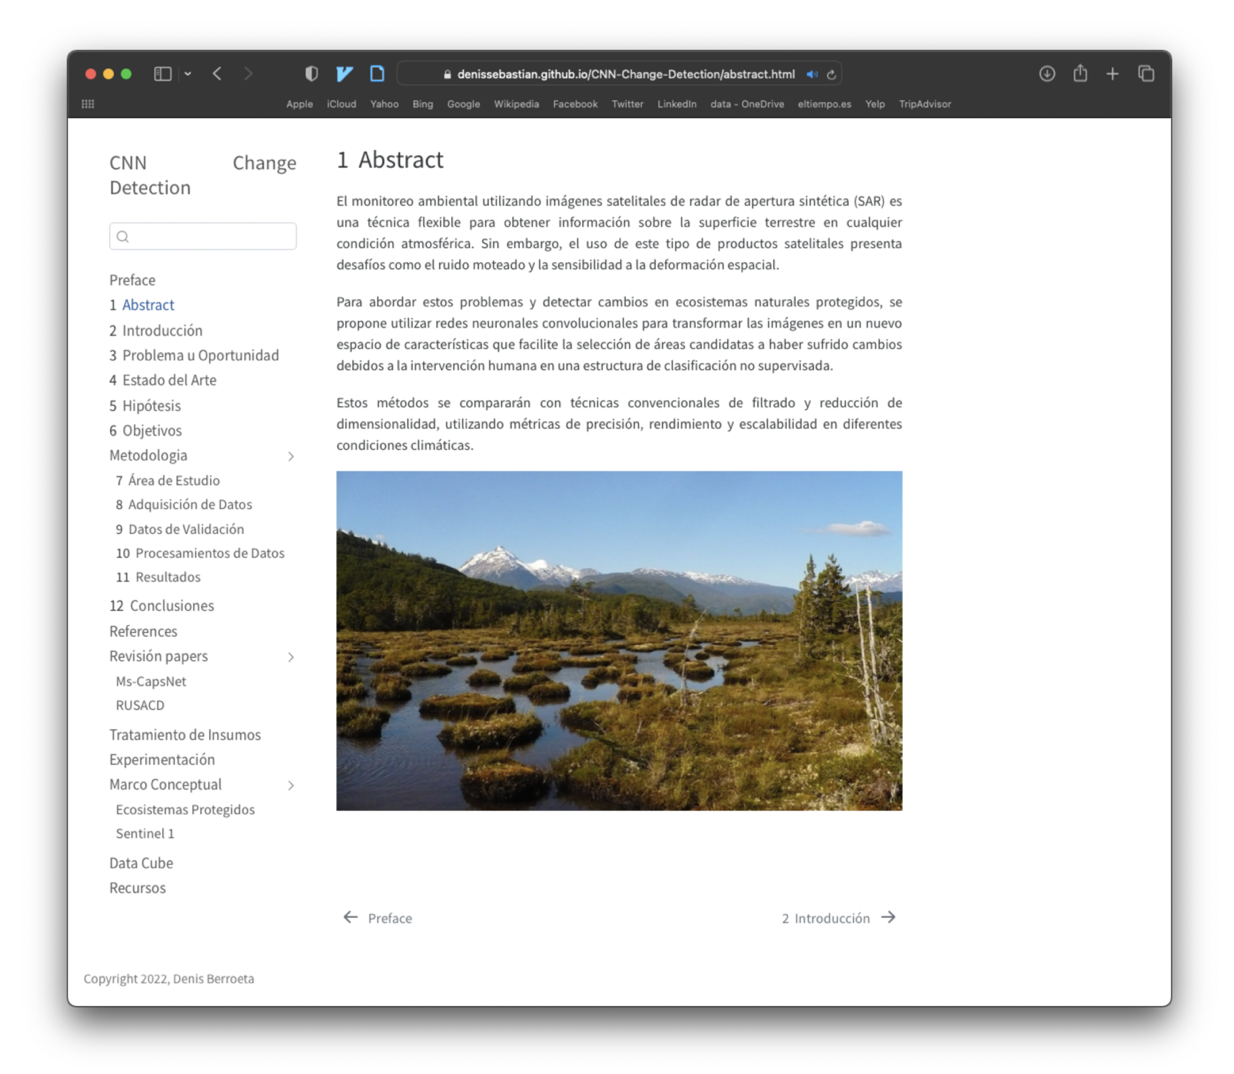 denissebastian.github.io/CNN-Change-Detection/abstract.html
Apple iCloud Yahoo Bing Google Wikipedia Facebook Twitter LinkedIn data - OneDrive eltiempo.es Yelp TripAdvisor
CNN Change
Detection
Preface
1 Abstract
2 Introducción
3 Problema u Oportunidad
4 Estado del Arte
5 Hipótesis
6 Objetivos
Metodologia
7 Área de Estudio
8 Adquisición de Datos
9 Datos de Validación
10 Procesamientos de Datos
11 Resultados
12 Conclusiones
References
Revisión papers
Ms-CapsNet
RUSACD
Tratamiento de Insumos
Experimentación
Marco Conceptual
Ecosistemas Protegidos
Sentinel 1
Data Cube
Recursos
1 Abstract
El monitoreo ambiental utilizando imágenes satelitales de radar de apertura sintética (SAR) es
una técnica flexible para obtener información sobre la superficie terrestre en cualquier
condición atmosférica. Sin embargo, el uso de este tipo de productos satelitales presenta
desafíos como el ruido moteado y la sensibilidad a la deformación espacial.
Para abordar estos problemas y detectar cambios en ecosistemas naturales protegidos, se
propone utilizar redes neuronales convolucionales para transformar las imágenes en un nuevo
espacio de características que facilite la selección de áreas candidatas a haber sufrido cambios
debidos a la intervención humana en una estructura de clasificación no supervisada.
Estos métodos se compararán con técnicas convencionales de filtrado y reducción de
dimensionalidad, utilizando métricas de precisión, rendimiento y escalabilidad en diferentes
condiciones climáticas.
← Preface
2 Introducción →
Copyright 2022, Denis Berroeta